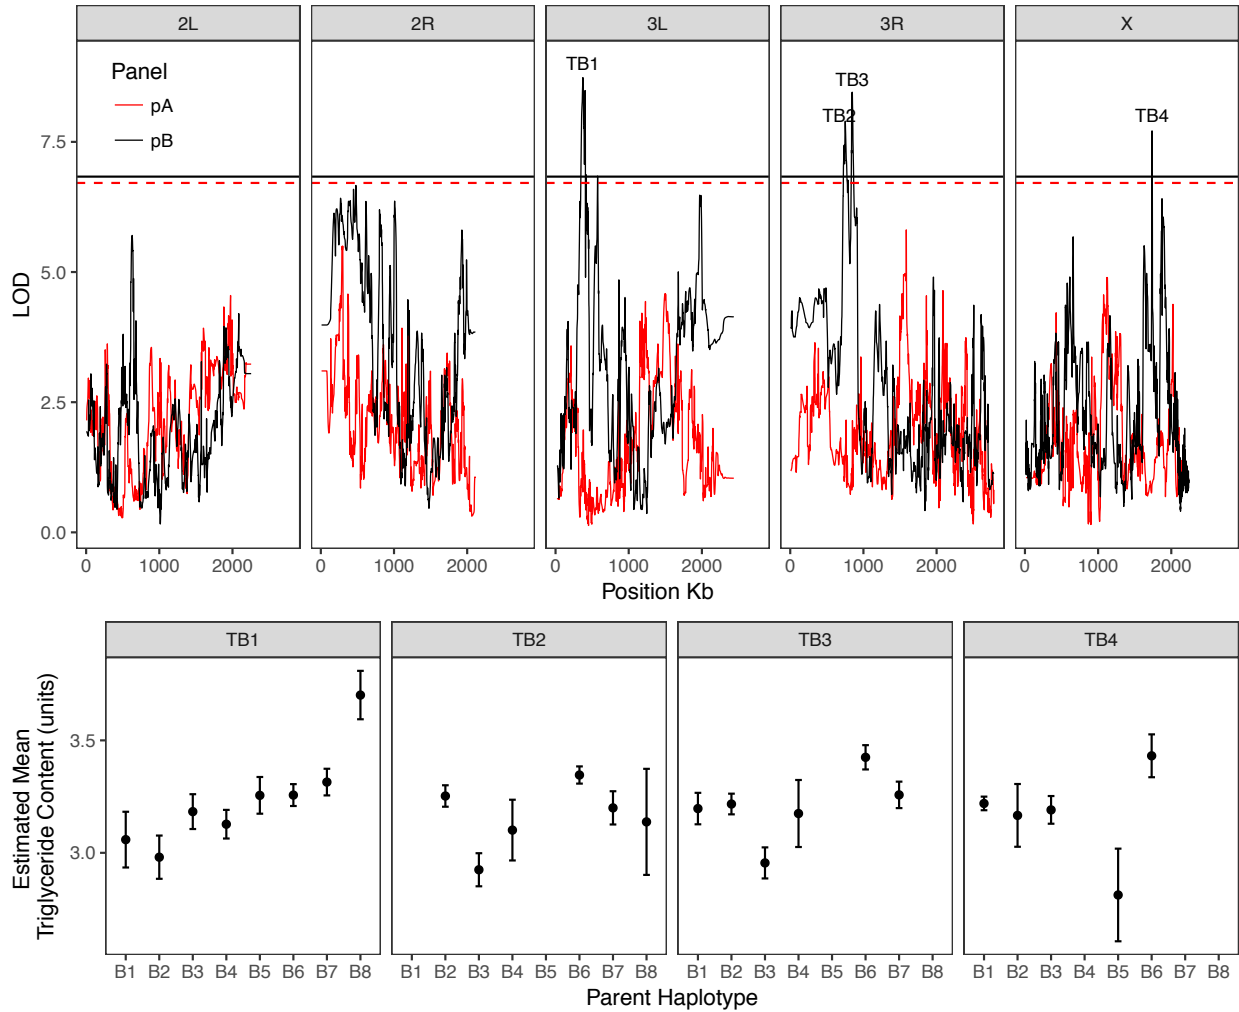 2L 2R 3L 3R X
Panel
pA
pB
TB1
TB2
TB3
TB4
LOD
7.5
5.0
2.5
0.0
0 1000 2000 0 1000 2000 0 1000 2000 0 1000 2000 0 1000 2000
Position Kb
TB1 TB2 TB3 TB4
Estimated Mean
Triglyceride Content (units)
3.5
3.0
B1 B2 B3 B4 B5 B6 B7 B8 B1 B2 B3 B4 B5 B6 B7 B8 B1 B2 B3 B4 B5 B6 B7 B8 B1 B2 B3 B4 B5 B6 B7 B8
Parent Haplotype